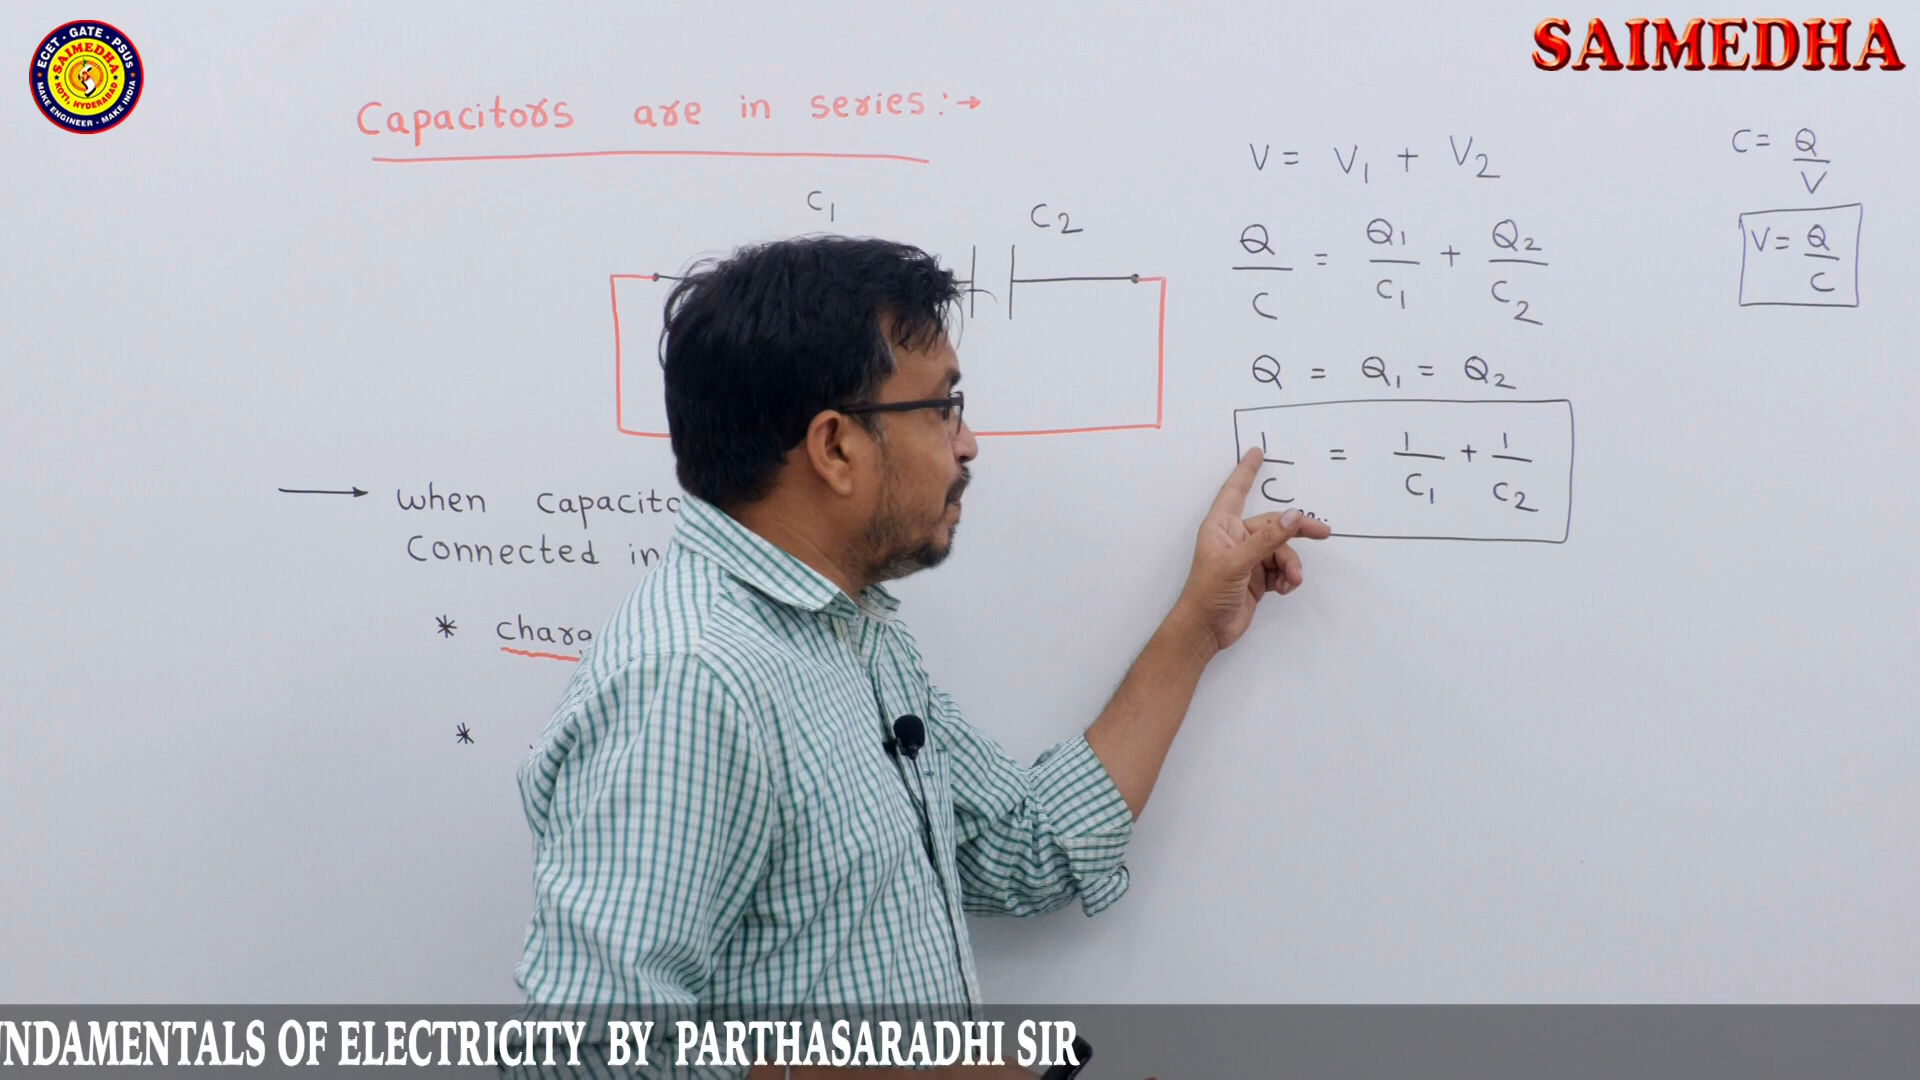 ECET - GATE - PSUS
SAIMEDHA
KOTI, HYDERABAD
MAKE ENGINEER - MAKE INDIA
SAIMEDHA
Capacitors are in series:→
C1
C2
V = V1 + V2
Q/C = Q1/C1 + Q2/C2
Q = Q1 = Q2
1/C = 1/C1 + 1/C2
C = Q/V
V = Q/C
→ when capacito
Connected in
* charg
*
UNDAMENTALS OF ELECTRICITY BY PARTHASARADHI SIR